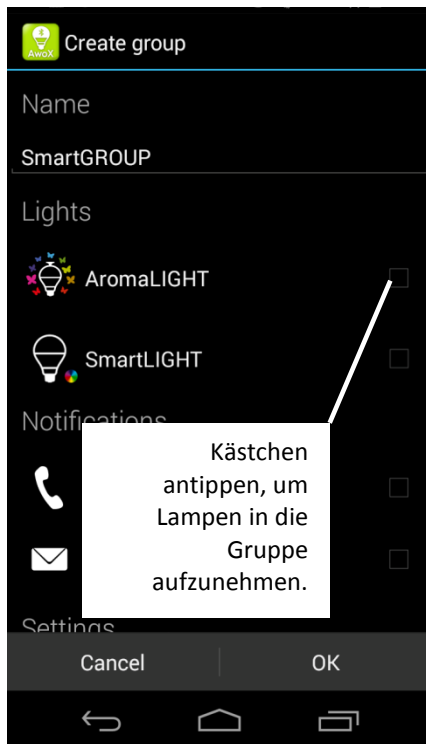 AwoX
Create group
Name
SmartGROUP
Lights
AromaLIGHT
SmartLIGHT
Notifications
Kästchen
antippen, um
Lampen in die
Gruppe
aufzunehmen.
Settings
Cancel OK